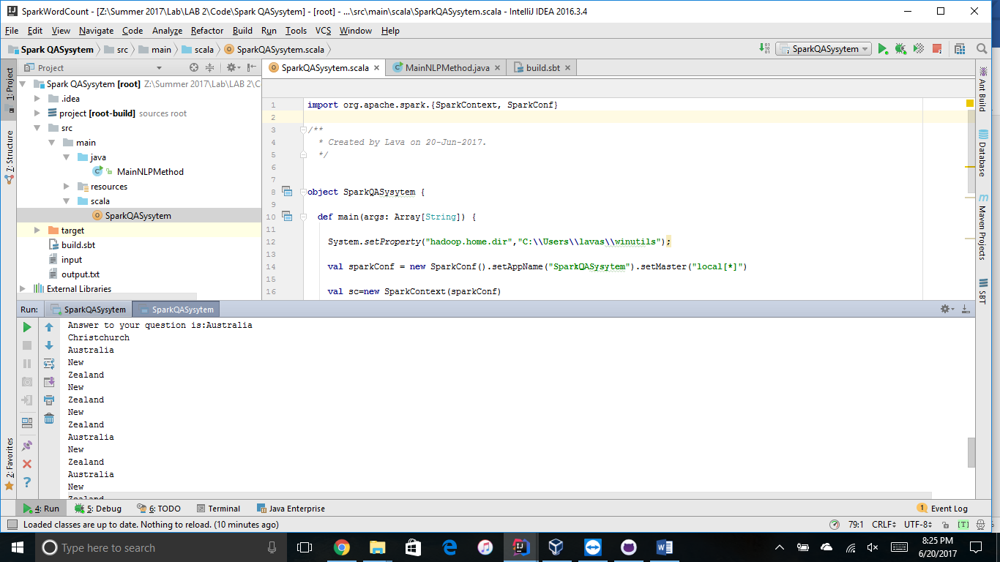 SparkWordCount - [Z:\Summer 2017\Lab\LAB 2\Code\Spark QASysytem] - [root] - ...\src\main\scala\SparkQASysytem.scala - IntelliJ IDEA 2016.3.4
File Edit View Navigate Code Analyze Refactor Build Run Tools VCS Window Help
Spark QASysytem src main scala SparkQASysytem.scala
SparkQASysytem
1: Project
7: Structure
2: Favorites
Project
Spark QASysytem [root] Z:\Summer 2017\Lab\LAB 2\C
.idea
project [root-build] sources root
src
main
java
MainNLPMethod
resources
scala
SparkQASysytem
target
build.sbt
input
output.txt
External Libraries
SparkQASysytem.scala MainNLPMethod.java build.sbt
1 import org.apache.spark.{SparkContext, SparkConf}
2
3 /**
4 * Created by Lava on 20-Jun-2017.
5 */
6
7
8 object SparkQASysytem {
9
10 def main(args: Array[String]) {
11
12 System.setProperty("hadoop.home.dir","C:\\Users\\lavas\\winutils");
13
14 val sparkConf = new SparkConf().setAppName("SparkQASysytem").setMaster("local[*]")
15
16 val sc=new SparkContext(sparkConf)
Ant Build
Database
Maven Projects
SBT
Run: SparkQASysytem SparkQASysytem
Answer to your question is:Australia
Christchurch
Australia
New
Zealand
New
Zealand
New
Zealand
Australia
New
Zealand
Australia
New
Zealand
4: Run 5: Debug 6: TODO Terminal Java Enterprise 1 Event Log
Loaded classes are up to date. Nothing to reload. (10 minutes ago) 79:1 CRLF UTF-8 [T]
Type here to search
8:25 PM
6/20/2017